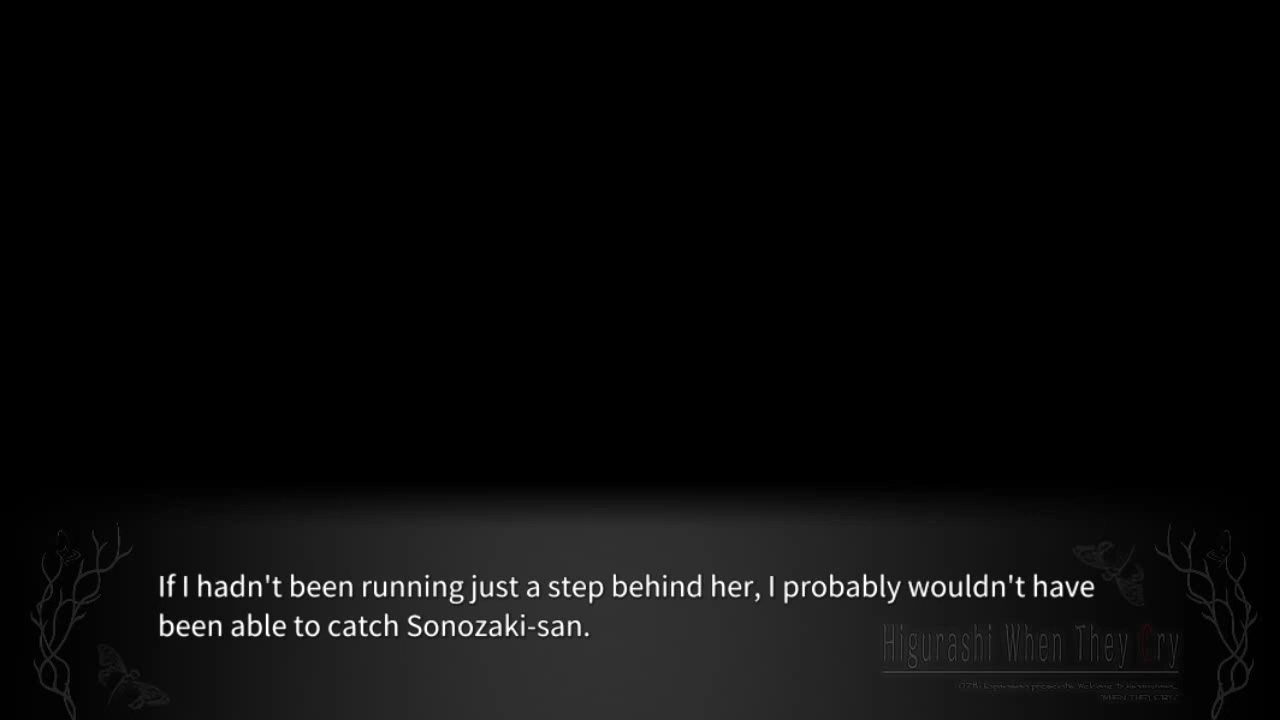 If I hadn't been running just a step behind her, I probably wouldn't have
been able to catch Sonozaki-san.
Higurashi When They Cry